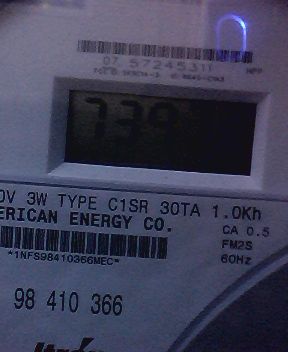 07 57245311
739
0V 3W TYPE C1SR 30TA 1.0Kh
ERICAN ENERGY CO.
CA 0.5
FM2S
60Hz
*1NFS98410366MEC*
98 410 366
Itrón